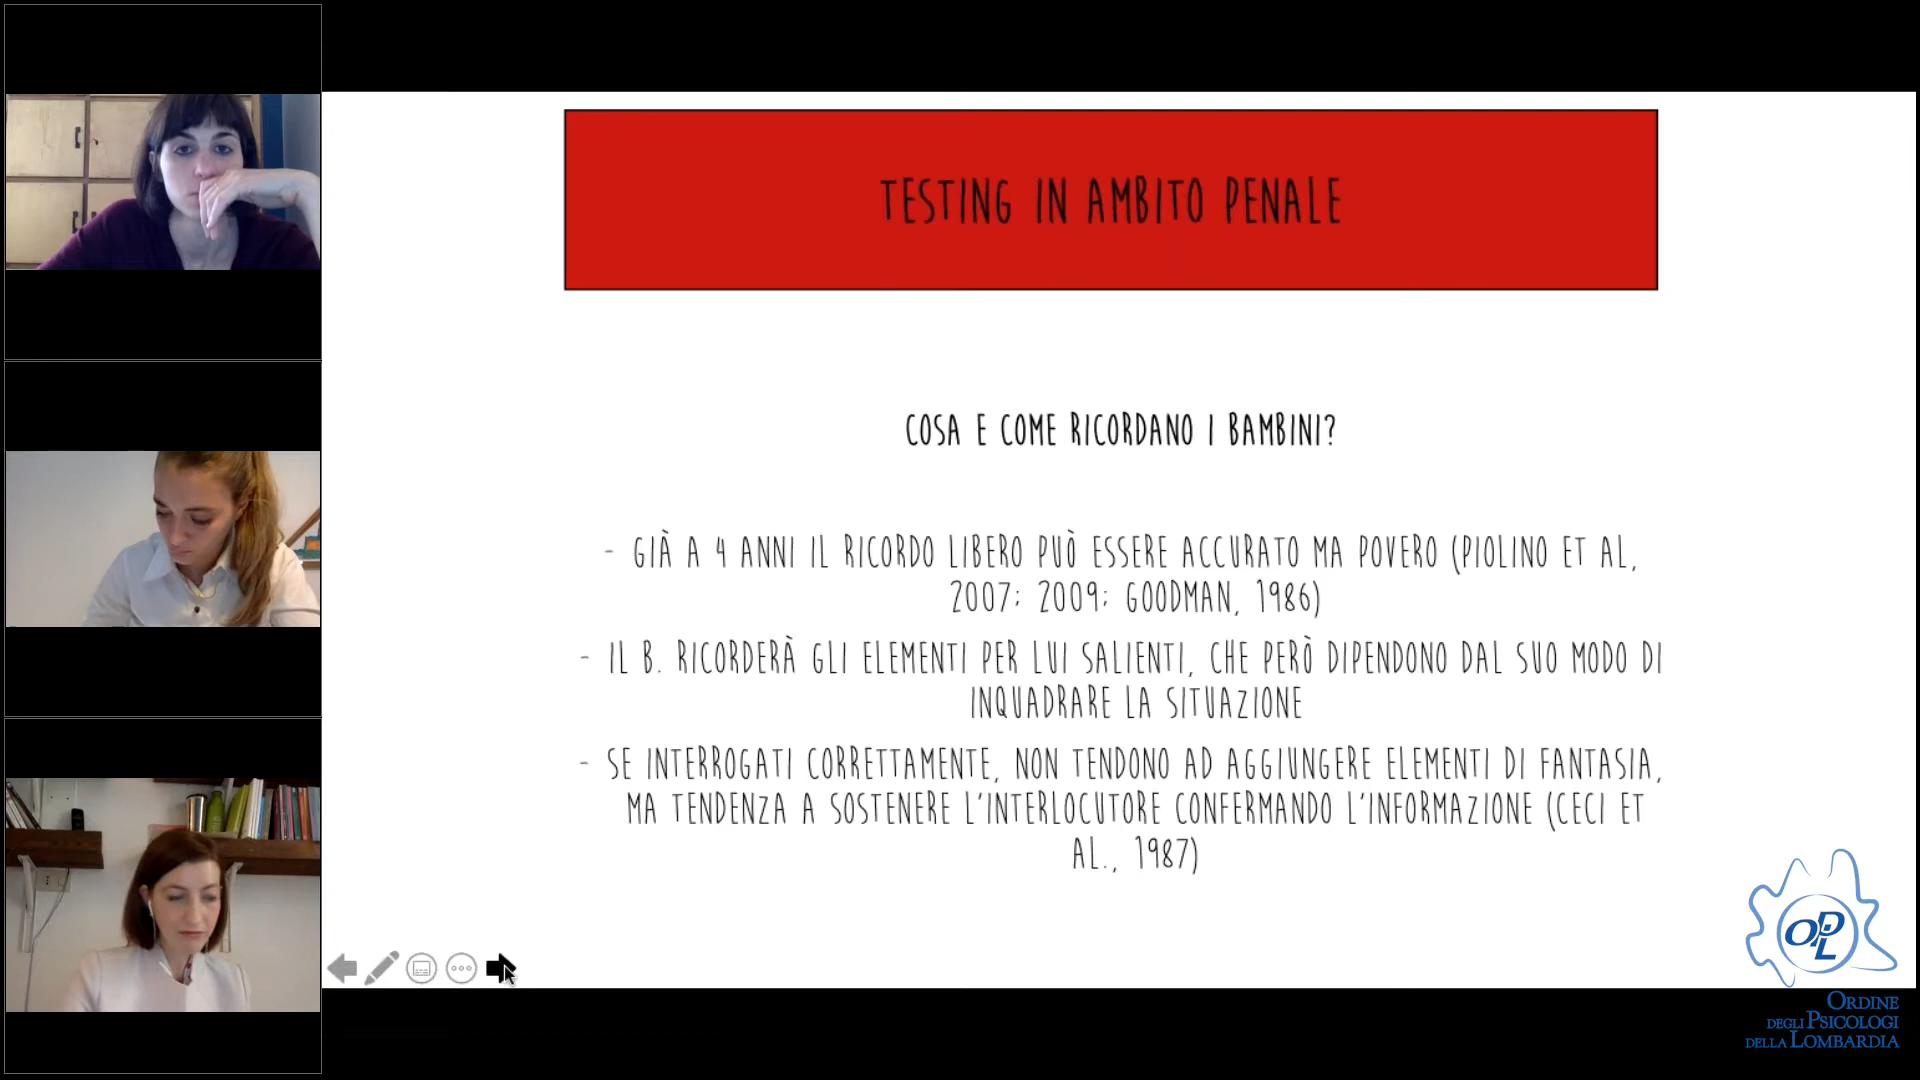 TESTING IN AMBITO PENALE
COSA E COME RICORDANO I BAMBINI?
- GIÀ A 4 ANNI IL RICORDO LIBERO PUÒ ESSERE ACCURATO MA POVERO (PIOLINO ET AL,
2007; 2009; GOODMAN, 1986)
- IL B. RICORDERÀ GLI ELEMENTI PER LUI SALIENTI, CHE PERÒ DIPENDONO DAL SUO MODO DI
INQUADRARE LA SITUAZIONE
- SE INTERROGATI CORRETTAMENTE, NON TENDONO AD AGGIUNGERE ELEMENTI DI FANTASIA,
MA TENDENZA A SOSTENERE L'INTERLOCUTORE CONFERMANDO L'INFORMAZIONE (CECI ET
AL., 1987)
OPL
ORDINE
DEGLI PSICOLOGI
DELLA LOMBARDIA